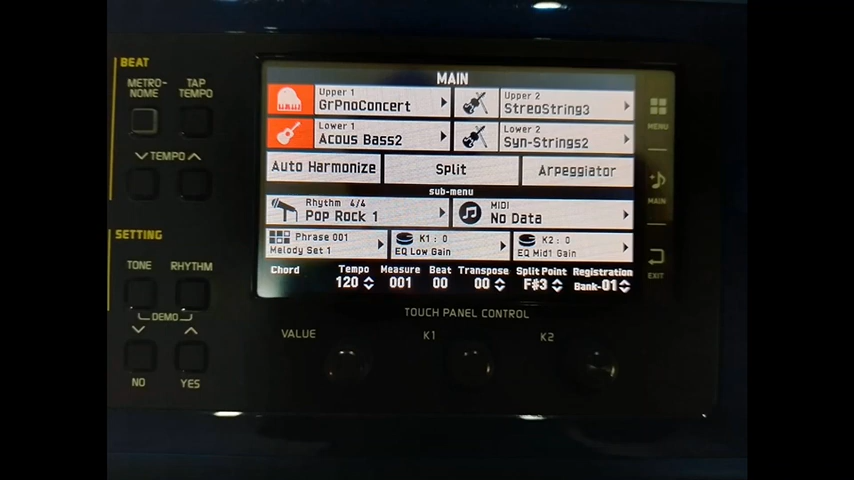 BEAT
METRO-
NOME
TAP
TEMPO
TEMPO
SETTING
TONE
RHYTHM
DEMO
NO
YES
MAIN
Upper 1
GrPnoConcert
Upper 2
StreoString3
Lower 1
Acous Bass2
Lower 2
Syn-Strings2
Auto Harmonize
Split
Arpeggiator
sub-menu
Rhythm 4/4
Pop Rock 1
MIDI
No Data
Phrase 001
Melody Set 1
K1 : 0
EQ Low Gain
K2 : 0
EQ Mid1 Gain
Chord
Tempo
120
Measure
001
Beat
00
Transpose
00
Split Point
F#3
Registration
Bank-01
MENU
MAIN
EXIT
TOUCH PANEL CONTROL
VALUE
K1
K2